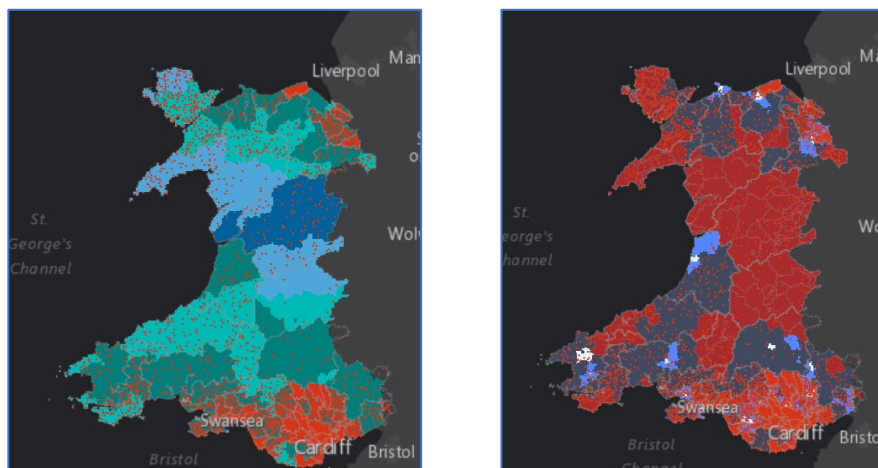 Liverpool
Man
St.
George's
Channel
Wolv
Swansea
Cardiff
Bristol
Bristol
Liverpool
Ma
St.
eorge's
hannel
Wo
Swansea
Cardiff
Bristol
Bristo
Channel